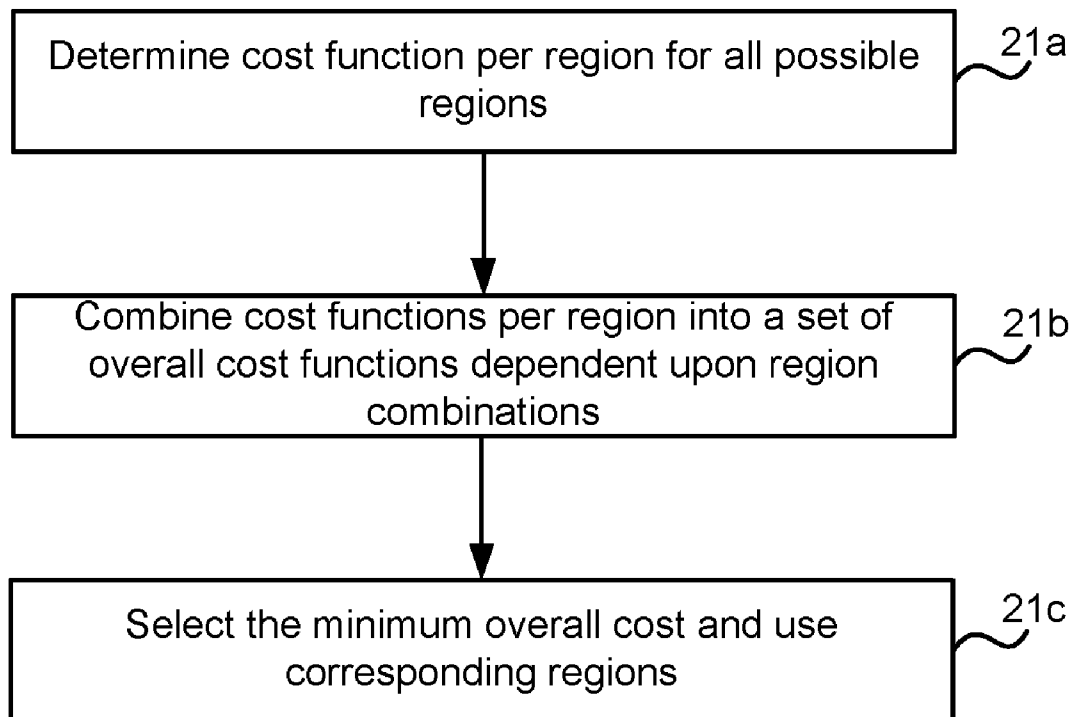 Determine cost function per region for all possible
regions
21a
Combine cost functions per region into a set of
overall cost functions dependent upon region
combinations
21b
Select the minimum overall cost and use
corresponding regions
21c